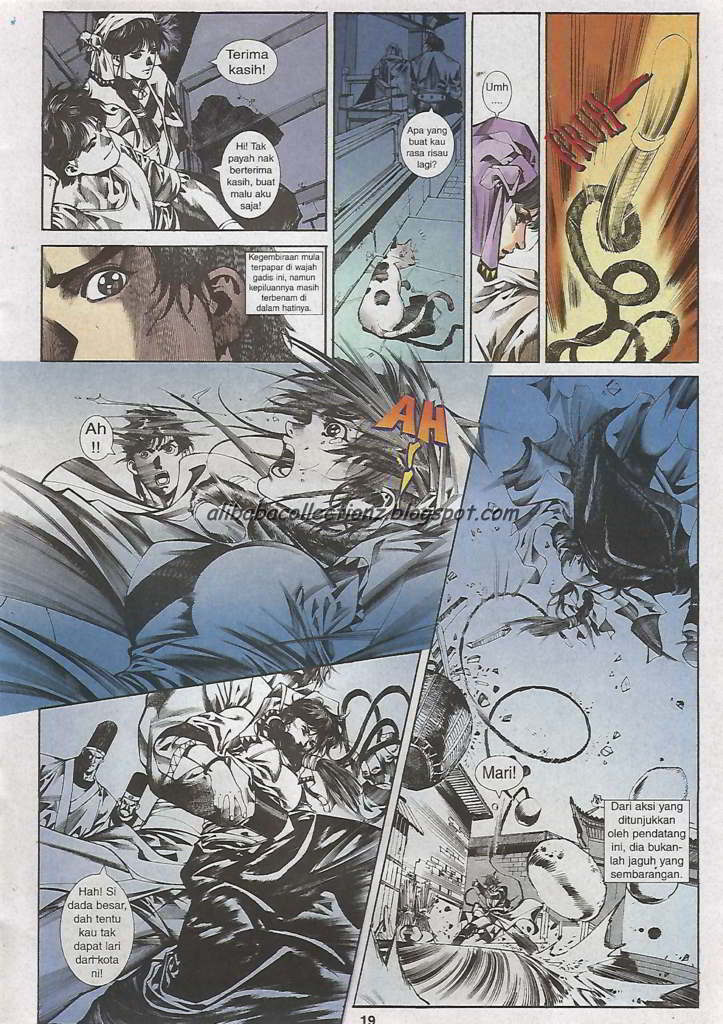 Terima
kasih!
Hi! Tak
payah nak
berterima
kasih, buat
malu aku
saja!
Apa yang
buat kau
rasa risau
lagi?
Umh
....
KRUH
Kegembiraan mula
terpapar di wajah
gadis ini, namun
kepiluannya masih
terbenam di
dalam hatinya.
Ah
!!
AH
!
alibabacollectionz.blogspot.com
Hah! Si
dada besar,
dah tentu
kau tak
dapat lari
dari kota
ni!
Mari!
Dari aksi yang
ditunjukkan
oleh pendatang
ini, dia bukan-
lah jaguh yang
sembarangan.
19